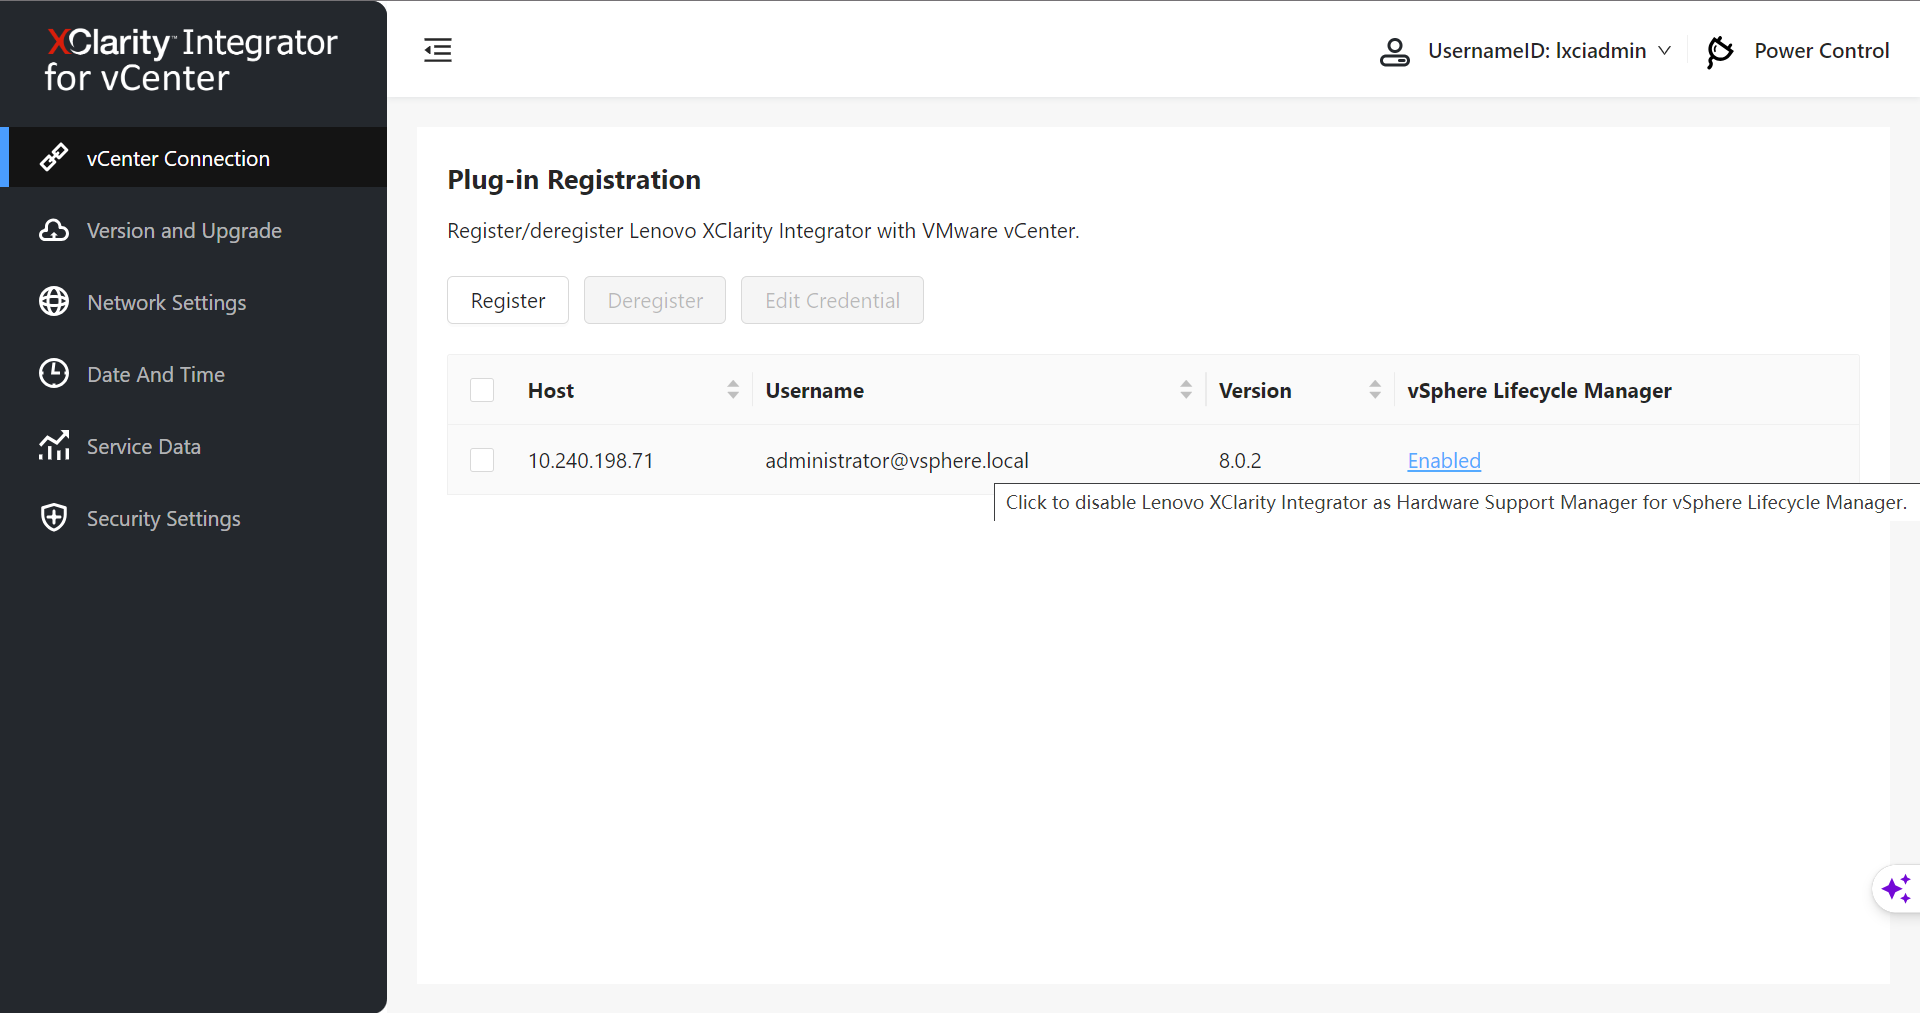 XClarity™ Integrator
for vCenter
UsernameID: lxciadmin
Power Control
vCenter Connection
Version and Upgrade
Network Settings
Date And Time
Service Data
Security Settings
Plug-in Registration
Register/deregister Lenovo XClarity Integrator with VMware vCenter.
Register Deregister Edit Credential
Host Username Version vSphere Lifecycle Manager
10.240.198.71 administrator@vsphere.local 8.0.2 Enabled
Click to disable Lenovo XClarity Integrator as Hardware Support Manager for vSphere Lifecycle Manager.